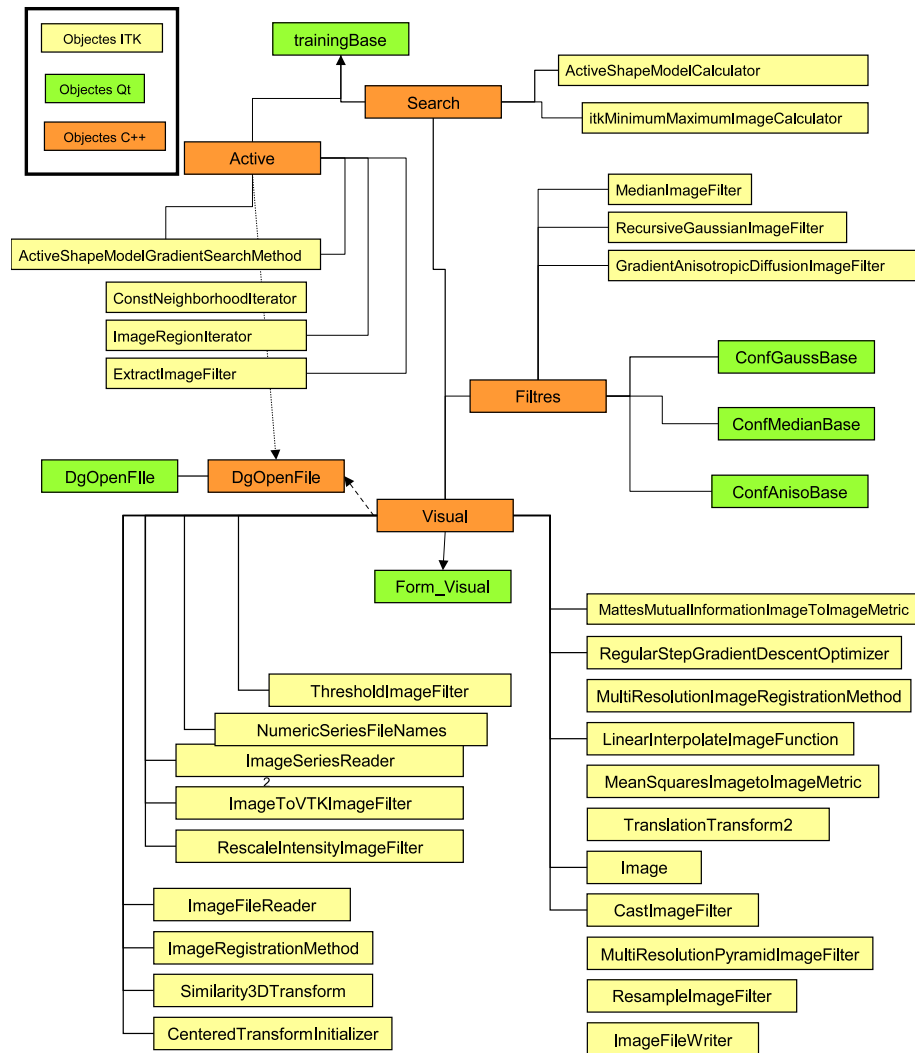 Objectes ITK
Objectes Qt
Objectes C++
trainingBase
Search
ActiveShapeModelCalculator
itkMinimumMaximumImageCalculator
Active
MedianImageFilter
RecursiveGaussianImageFilter
GradientAnisotropicDiffusionImageFilter
ActiveShapeModelGradientSearchMethod
ConstNeighborhoodIterator
ImageRegionIterator
ExtractImageFilter
ConfGaussBase
Filtres
ConfMedianBase
DgOpenFIle
DgOpenFile
ConfAnisoBase
Visual
Form_Visual
MattesMutualInformationImageToImageMetric
RegularStepGradientDescentOptimizer
ThresholdImageFilter
MultiResolutionImageRegistrationMethod
NumericSeriesFileNames
LinearInterpolateImageFunction
ImageSeriesReader
2
MeanSquaresImagetoImageMetric
ImageToVTKImageFilter
TranslationTransform2
RescaleIntensityImageFilter
Image
ImageFileReader
CastImageFilter
ImageRegistrationMethod
MultiResolutionPyramidImageFilter
Similarity3DTransform
ResampleImageFilter
CenteredTransformInitializer
ImageFileWriter